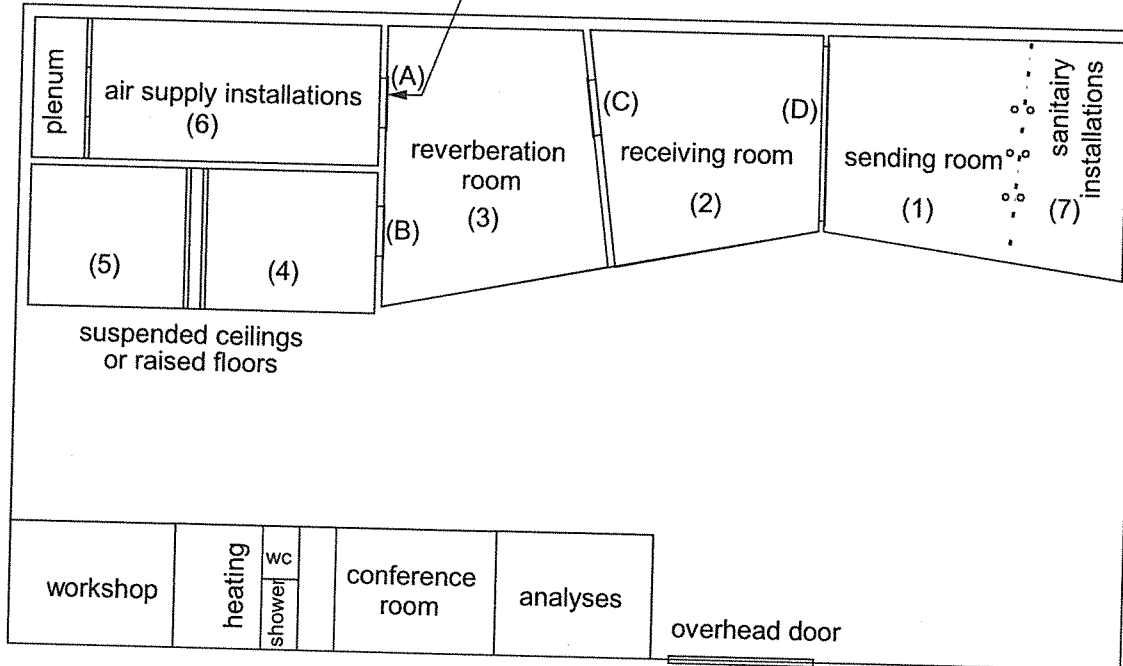 plenum
air supply installations
(6)
(A)
(B)
reverberation
room
(3)
(C)
receiving room
(2)
(D)
sending room
(1)
sanitairy
installations
(7)
(5)
(4)
suspended ceilings
or raised floors
workshop
heating
wc
shower
conference
room
analyses
overhead door